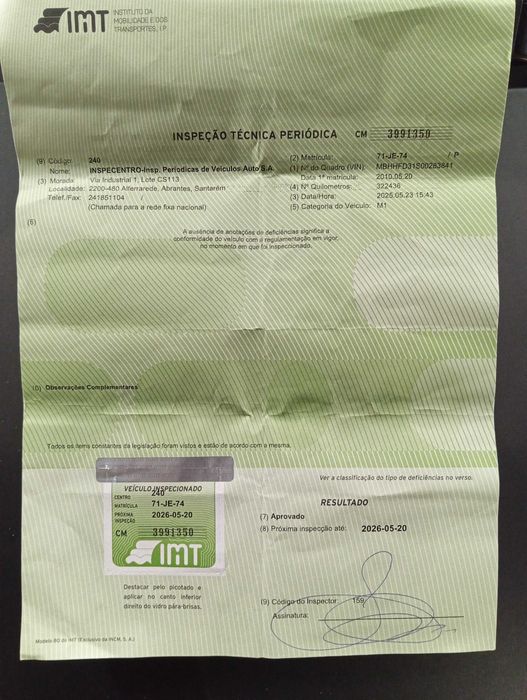 IMT INSTITUTO DA
MOBILIDADE E DOS
TRANSPORTES, I.P.
INSPEÇÃO TÉCNICA PERIÓDICA CM 3991350
(9) Código: 240
Nome: INSPECENTRO-Insp. Periodicas de Veiculos Auto S.A.
(3) Morada: Via Industrial 1, Lote CS113
Localidade: 2200-480 Alferrarede, Abrantes, Santarém
Telef./Fax: 241851104 /
(Chamada para a rede fixa nacional)
(2) Matrícula: 71-JE-74 / P
(1) Nº do Quadro (VIN): MBHHFD31S00283841
Data 1ª matrícula: 2010.05.20
(4) Nº Quilómetros: 322436
(3) Data/Hora: 2025.05.23 15:43
(5) Categoria do Veículo: M1
(6)
A ausência de anotações de deficiências significa a
conformidade do veículo com a regulamentação em vigor,
no momento em que foi inspeccionado.
(0) Observações Complementares
Todos os itens constantes da legislação foram vistos e estão de acordo com a mesma.
VEÍCULO INSPECIONADO
CENTRO 240
MATRÍCULA 71-JE-74
PRÓXIMA
INSPEÇÃO 2026-05-20
CM 3991350
IMT
Destacar pelo picotado e
aplicar no canto inferior
direito do vidro pára-brisas.
Ver a classificação do tipo de deficiências no verso.
RESULTADO
(7) Aprovado
(8) Próxima inspecção até: 2026-05-20
(9) Código do Inspector: 159
Assinatura:
Modelo 80 do IMT (Exclusivo da INCM, S. A.)